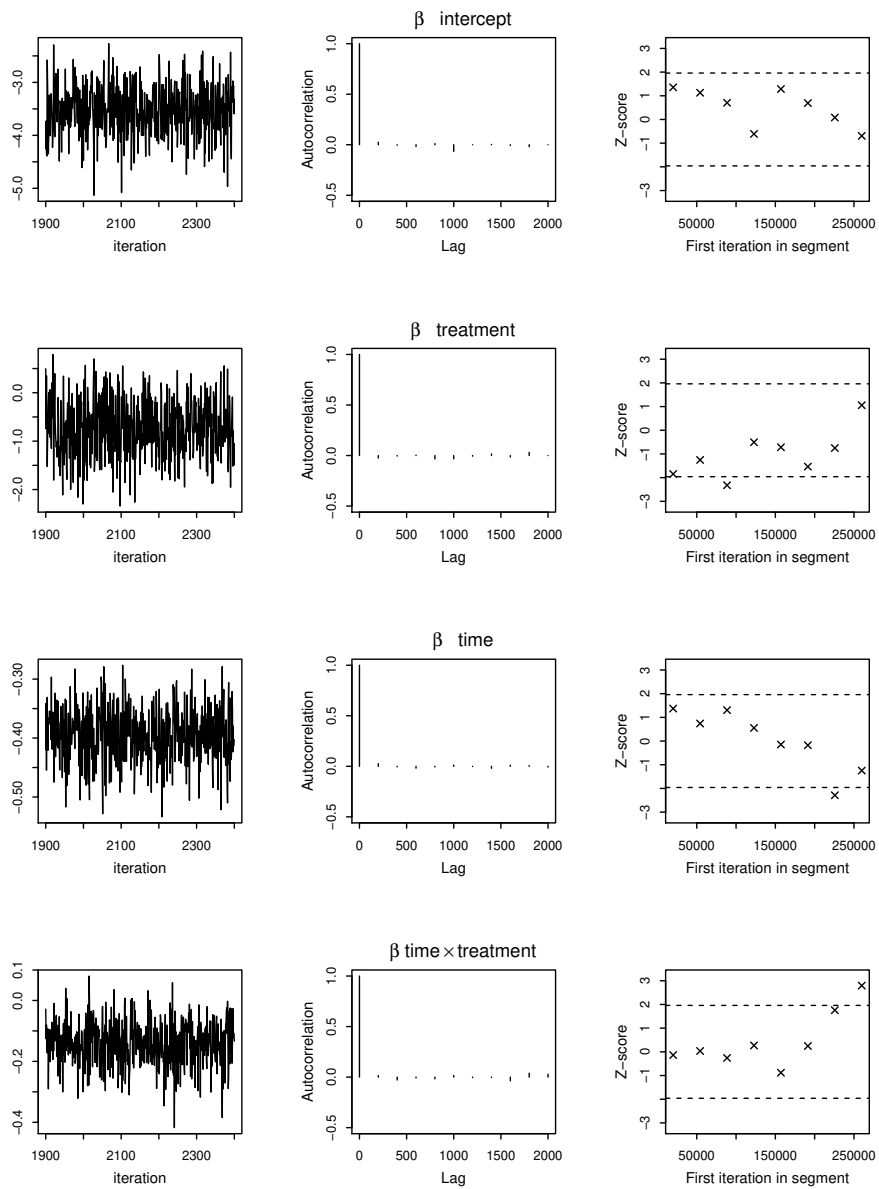 β intercept
−3.0
−4.0
−5.0
1900 2100 2300
iteration
Autocorrelation
1.0
0.5
0.0
−0.5
0 500 1000 1500 2000
Lag
Z−score
3
2
1
0
−1
−3
50000 150000 250000
First iteration in segment
β treatment
0.0
−1.0
−2.0
1900 2100 2300
iteration
Autocorrelation
1.0
0.5
0.0
−0.5
0 500 1000 1500 2000
Lag
Z−score
3
2
1
0
−1
−3
50000 150000 250000
First iteration in segment
β time
−0.30
−0.40
−0.50
1900 2100 2300
iteration
Autocorrelation
1.0
0.5
0.0
−0.5
0 500 1000 1500 2000
Lag
Z−score
3
2
1
0
−1
−3
50000 150000 250000
First iteration in segment
β time×treatment
0.1
0.0
−0.2
−0.4
1900 2100 2300
iteration
Autocorrelation
1.0
0.5
0.0
−0.5
0 500 1000 1500 2000
Lag
Z−score
3
2
1
0
−1
−3
50000 150000 250000
First iteration in segment